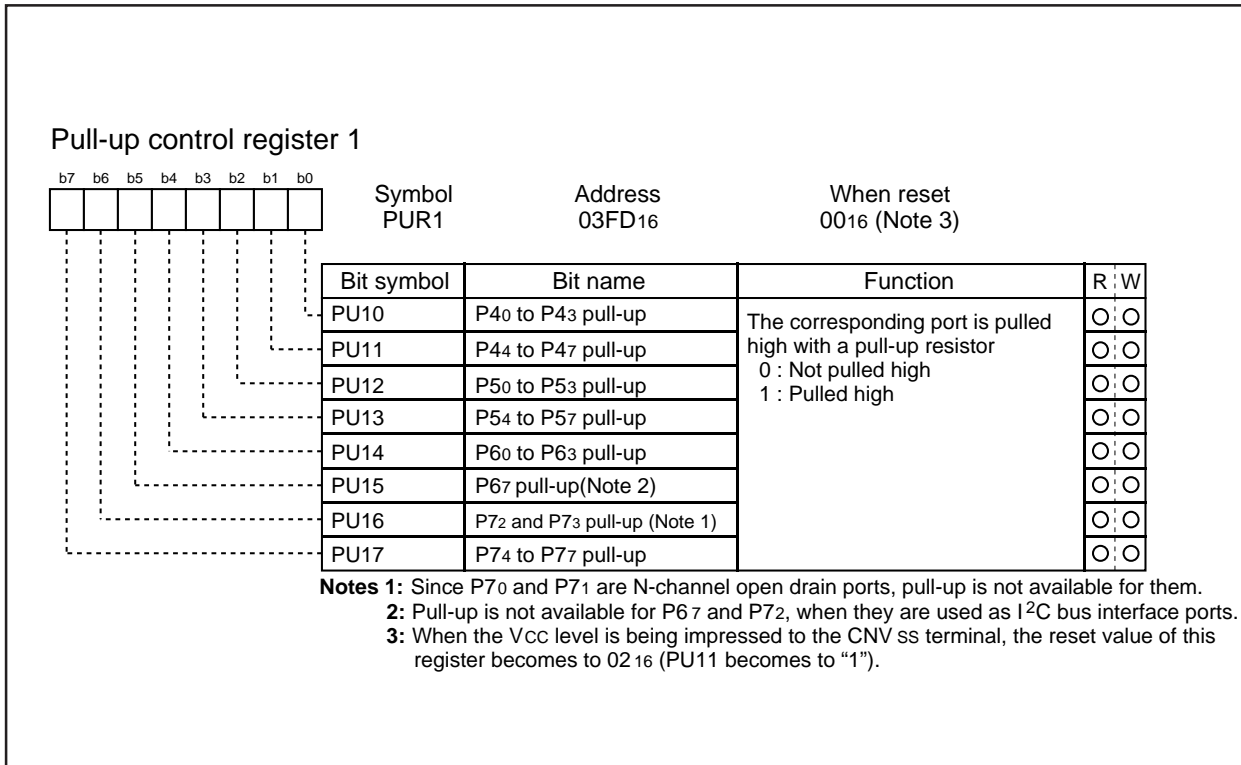 Pull-up control register 1
b7 b6 b5 b4 b3 b2 b1 b0
Symbol Address When reset
PUR1 03FD16 0016 (Note 3)
Bit symbol Bit name Function R W
PU10 P40 to P43 pull-up The corresponding port is pulled
PU11 P44 to P47 pull-up high with a pull-up resistor
0 : Not pulled high
PU12 P50 to P53 pull-up 1 : Pulled high
PU13 P54 to P57 pull-up
PU14 P60 to P63 pull-up
PU15 P67 pull-up(Note 2)
PU16 P72 and P73 pull-up (Note 1)
PU17 P74 to P77 pull-up
Notes 1: Since P70 and P71 are N-channel open drain ports, pull-up is not available for them.
2: Pull-up is not available for P67 and P72, when they are used as I2C bus interface ports.
3: When the VCC level is being impressed to the CNVSS terminal, the reset value of this
register becomes to 0216 (PU11 becomes to “1”).